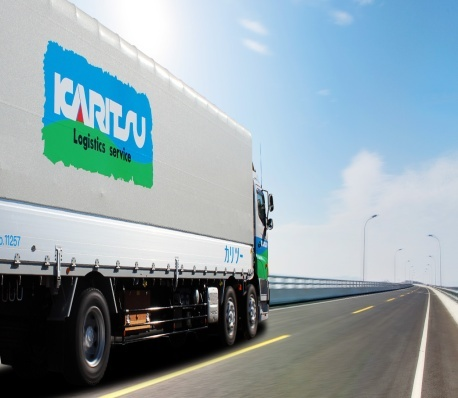 KARITSU
Logistics service
o.11257
カリツー